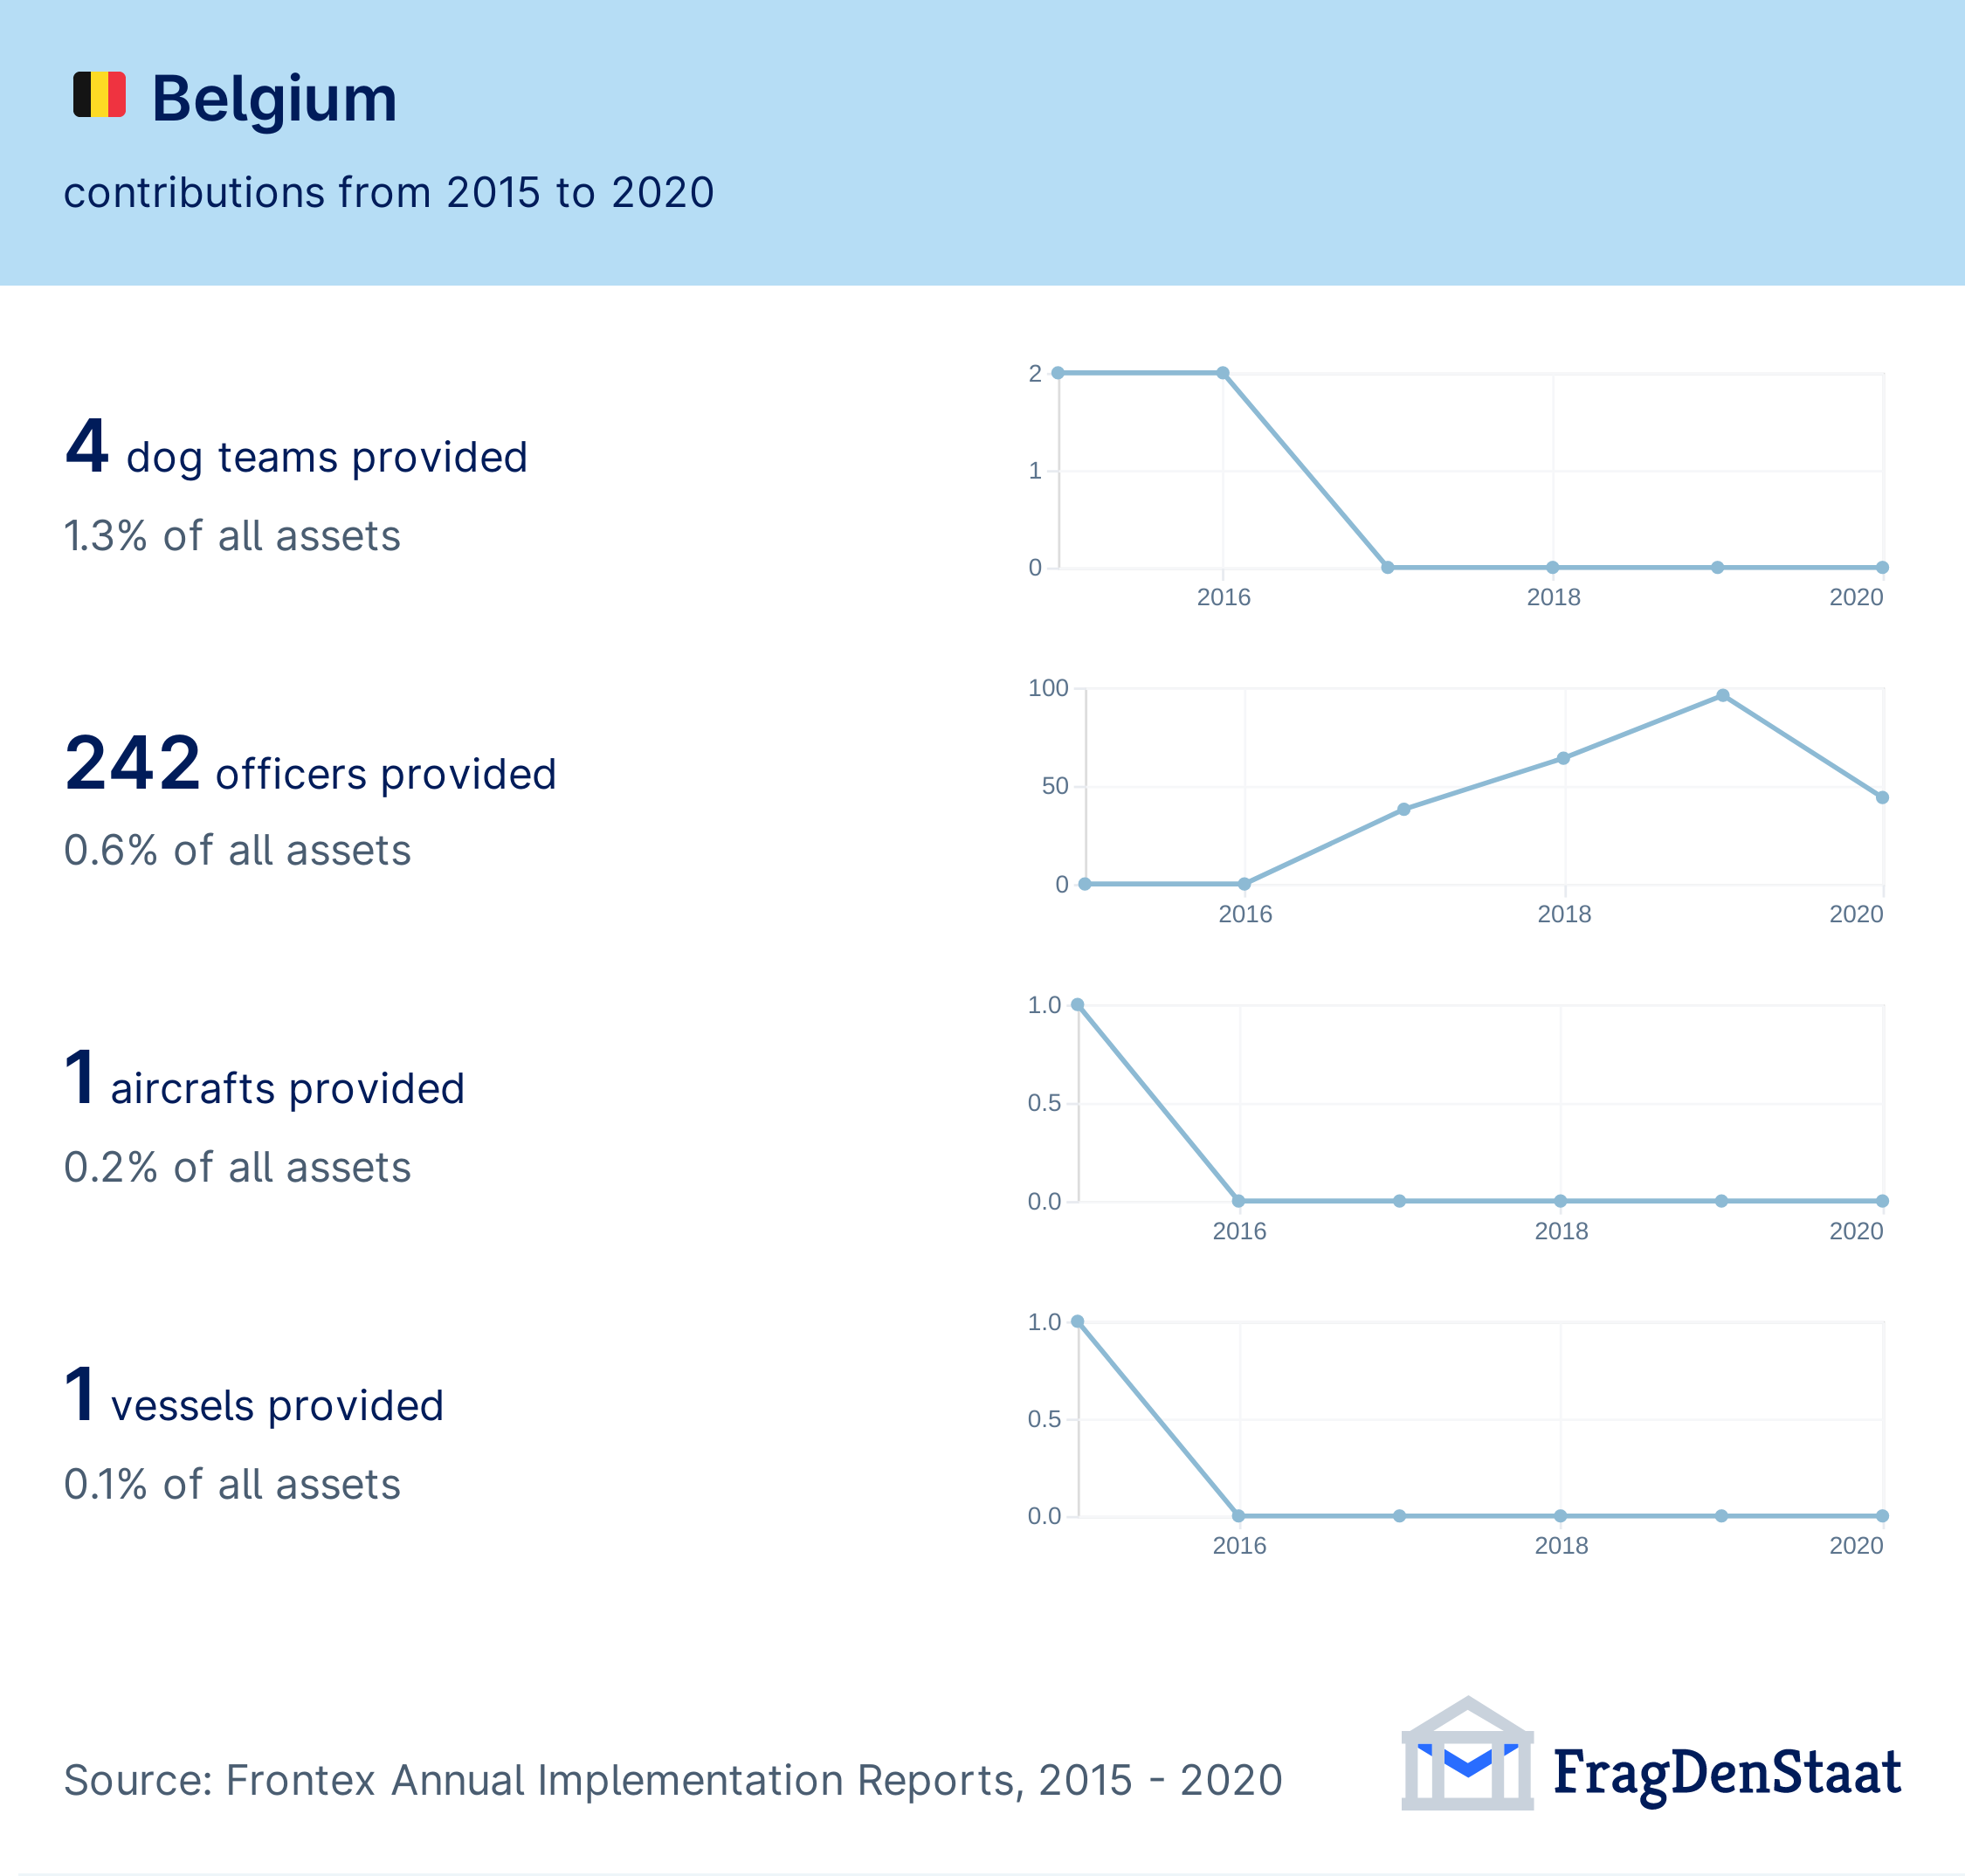 Belgium
contributions from 2015 to 2020
4 dog teams provided
1.3% of all assets
2
1
0
2016 2018 2020
242 officers provided
0.6% of all assets
100
50
0
2016 2018 2020
1 aircrafts provided
0.2% of all assets
1.0
0.5
0.0
2016 2018 2020
1 vessels provided
0.1% of all assets
1.0
0.5
0.0
2016 2018 2020
Source: Frontex Annual Implementation Reports, 2015 - 2020
FragDenStaat